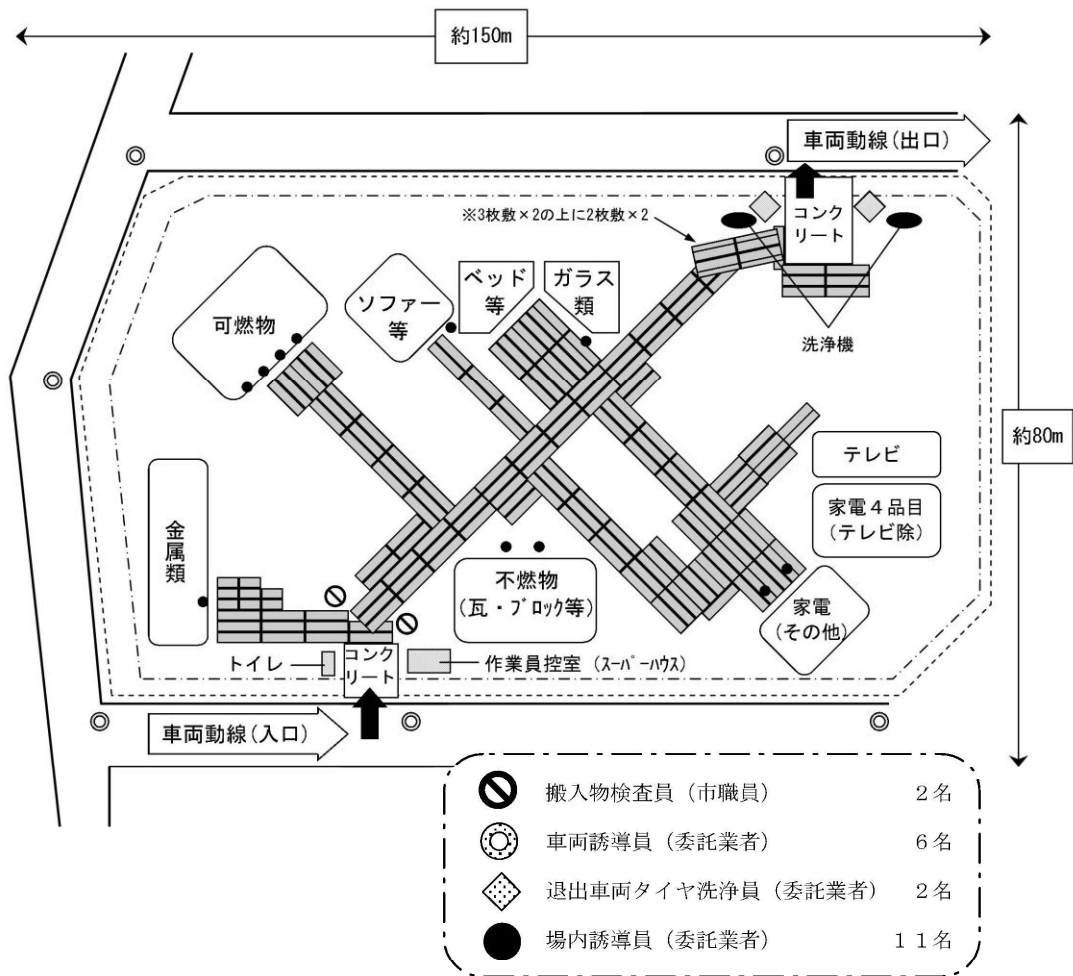 約150m
車両動線(出口)
※3枚敷×2の上に2枚敷×2
コンク
リート
ベッド
等
ガラス
類
ソファー
等
可燃物
洗浄機
約80m
テレビ
家電4品目
(テレビ除)
金属類
不燃物
(瓦・ブロック等)
家電
(その他)
トイレ
コンク
リート
作業員控室 (スーパーハウス)
車両動線(入口)
搬入物検査員(市職員) 2名
車両誘導員(委託業者) 6名
退出車両タイヤ洗浄員(委託業者) 2名
場内誘導員(委託業者) 11名